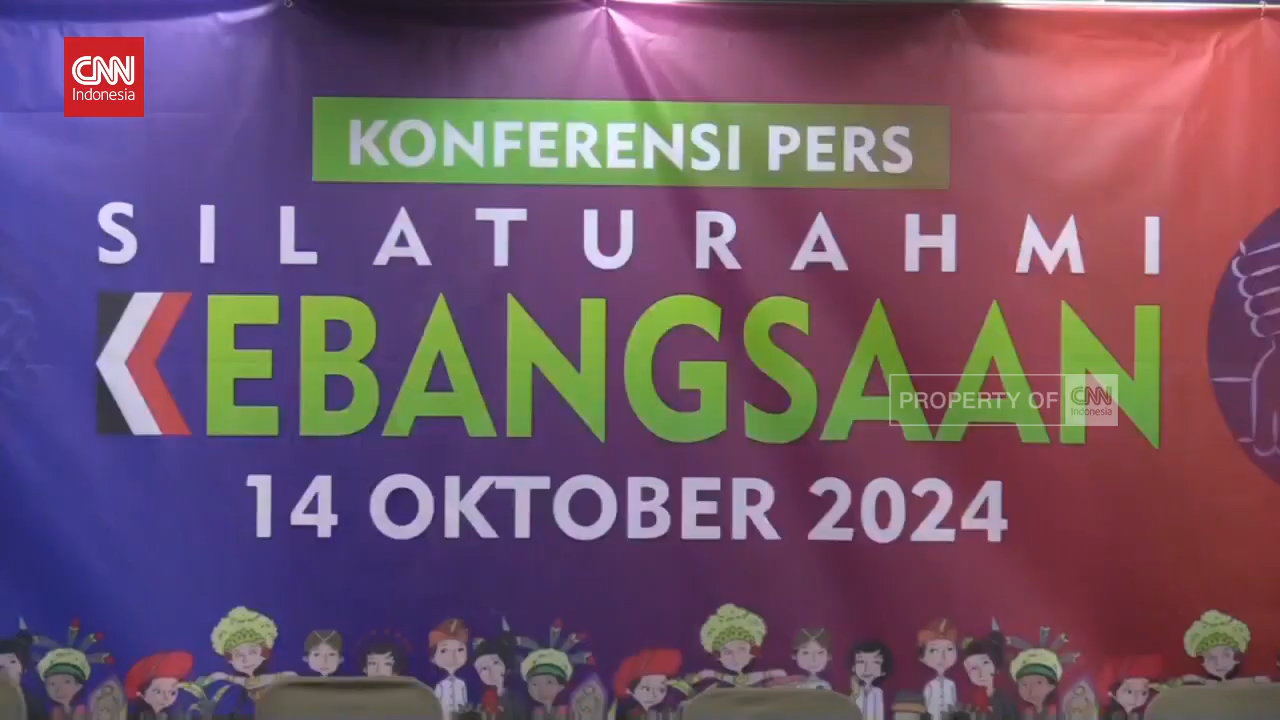 CNN
Indonesia
KONFERENSI PERS
SILATURAHMI
KEBANGSAAN
PROPERTY OF CNN Indonesia
14 OKTOBER 2024